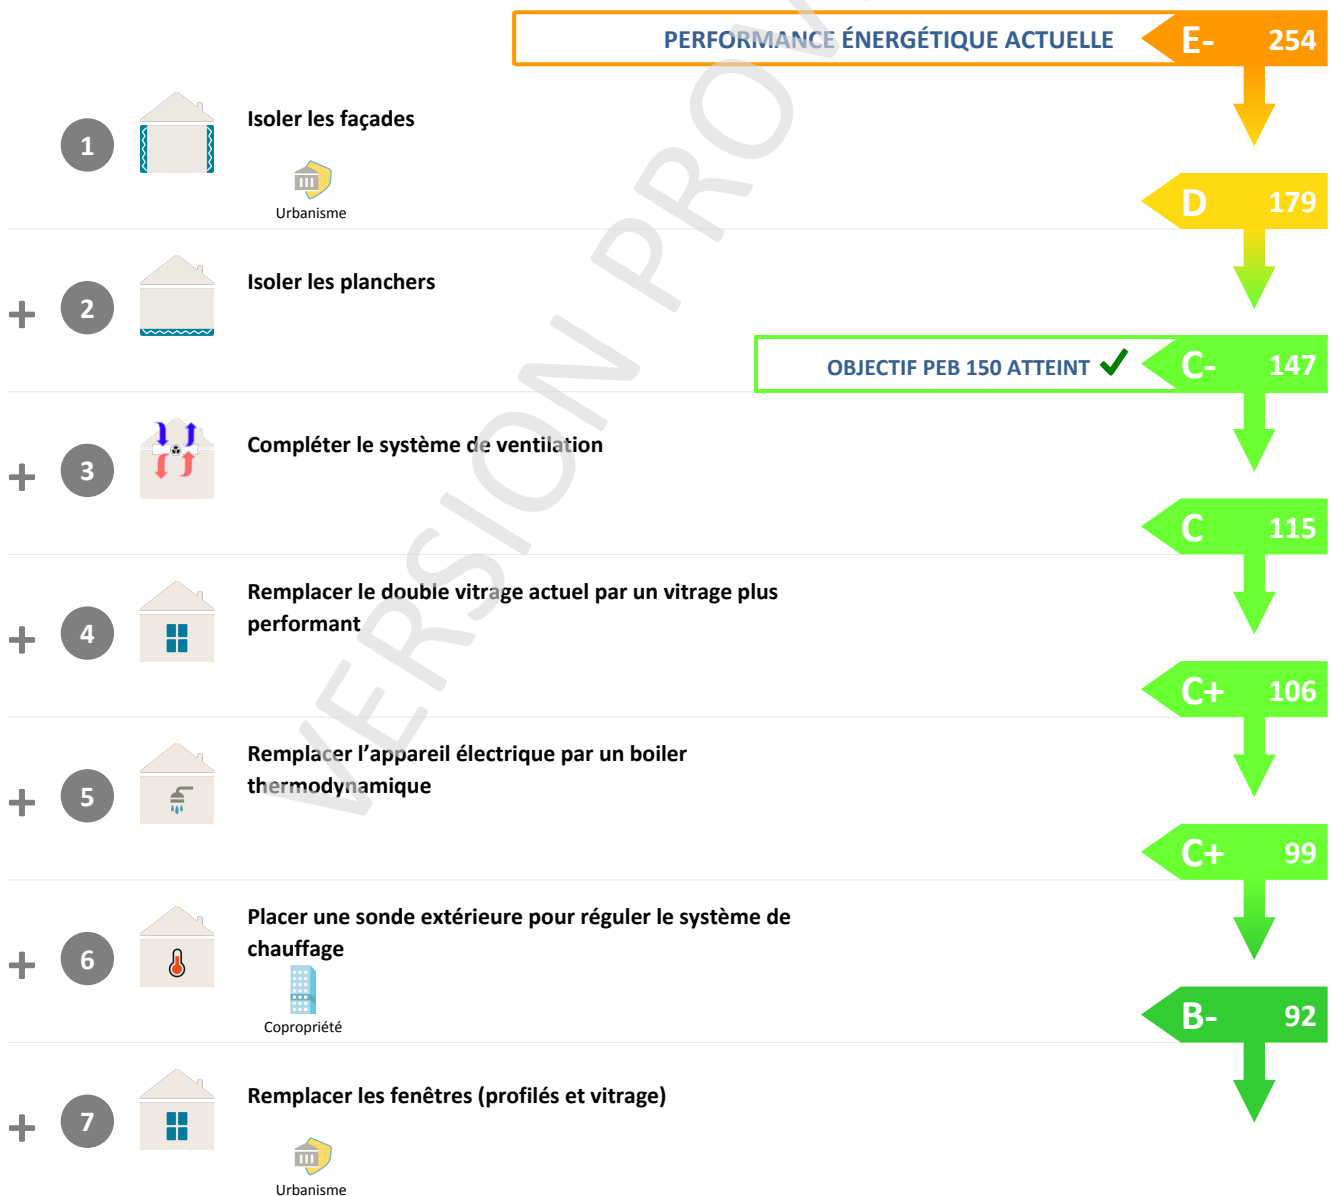 PERFORMANCE ÉNERGÉTIQUE ACTUELLE E- 254
1 Isoler les façades
Urbanisme
D 179
+ 2 Isoler les planchers
OBJECTIF PEB 150 ATTEINT C- 147
+ 3 Compléter le système de ventilation
C 115
+ 4 Remplacer le double vitrage actuel par un vitrage plus
performant
C+ 106
+ 5 Remplacer l’appareil électrique par un boiler
thermodynamique
C+ 99
+ 6 Placer une sonde extérieure pour réguler le système de
chauffage
Copropriété
B- 92
+ 7 Remplacer les fenêtres (profilés et vitrage)
Urbanisme
VERSION PROV